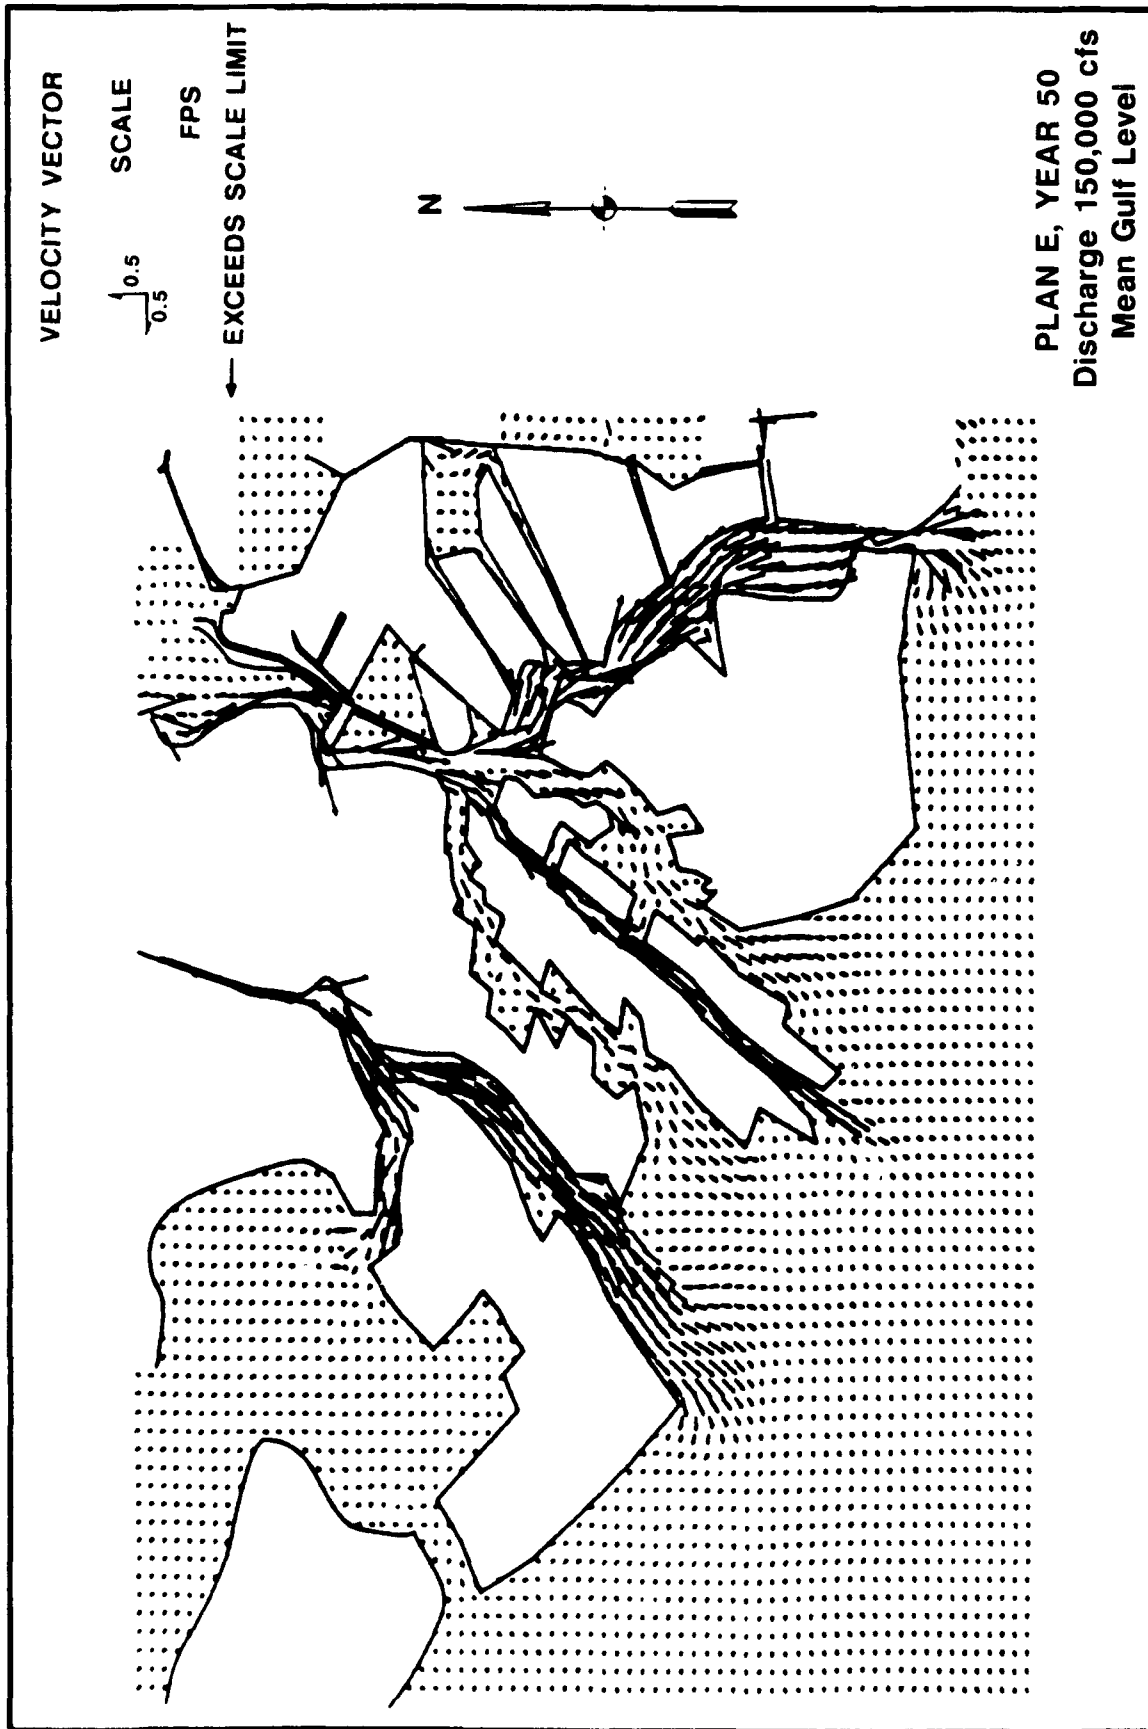 VELOCITY VECTOR
SCALE
0.5
0.5
FPS
EXCEEDS SCALE LIMIT
N
PLAN E, YEAR 50
Discharge 150,000 cfs
Mean Gulf Level